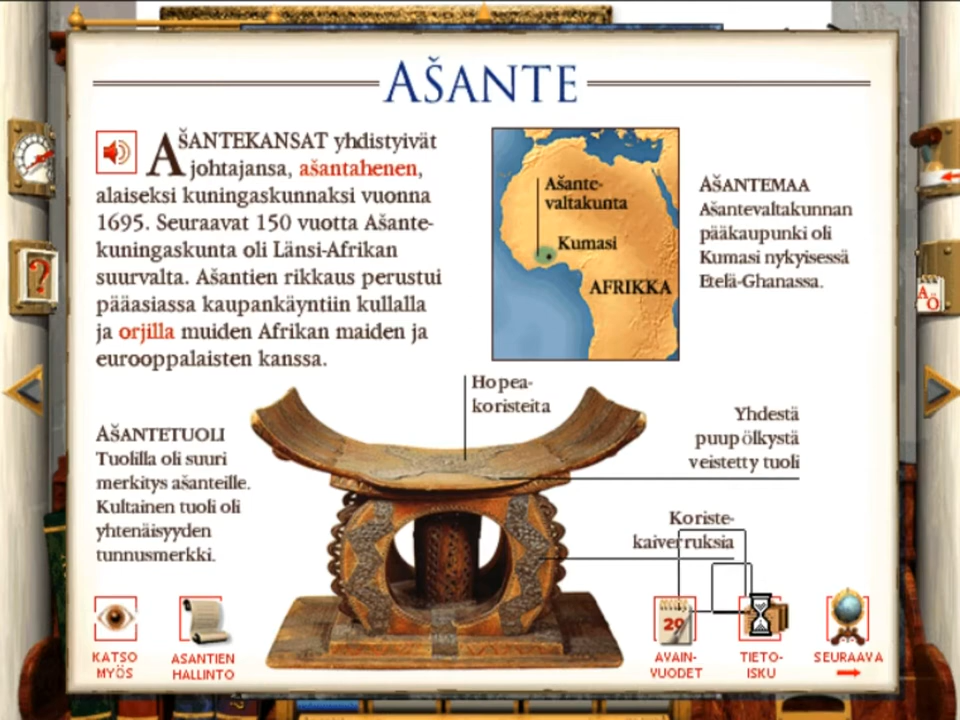 AŠANTE
AŠANTEKANSAT yhdistyivät
johtajansa, ašantahenen,
alaiseksi kuningaskunnaksi vuonna
1695. Seuraavat 150 vuotta Ašante-
kuningaskunta oli Länsi-Afrikan
suurvalta. Ašantien rikkaus perustui
pääasiassa kaupankäyntiin kullalla
ja orjilla muiden Afrikan maiden ja
eurooppalaisten kanssa.
Ašante-
valtakunta
Kumasi
AFRIKKA
AŠANTEMAA
Ašantevaltakunnan
pääkaupunki oli
Kumasi nykyisessä
Etelä-Ghanassa.
AŠANTETUOLI
Tuolilla oli suuri
merkitys ašanteille.
Kultainen tuoli oli
yhtenäisyyden
tunnusmerkki.
Hopea-
koristeita
Yhdestä
puupölkystä
veistetty tuoli
Koriste-
kaiverruksia
KATSO
MYÖS
ASANTIEN
HALLINTO
20
AVAIN-
VUODET
TIETO-
ISKU
SEURAAVA
?
A
Ö